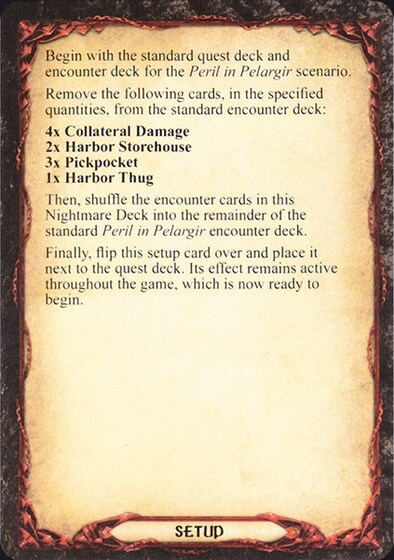 Begin with the standard quest deck and
encounter deck for the Peril in Pelargir scenario.
Remove the following cards, in the specified
quantities, from the standard encounter deck:
4x Collateral Damage
2x Harbor Storehouse
3x Pickpocket
1x Harbor Thug
Then, shuffle the encounter cards in this
Nightmare Deck into the remainder of the
standard Peril in Pelargir encounter deck.
Finally, flip this setup card over and place it
next to the quest deck. Its effect remains active
throughout the game, which is now ready to
begin.
SETUP